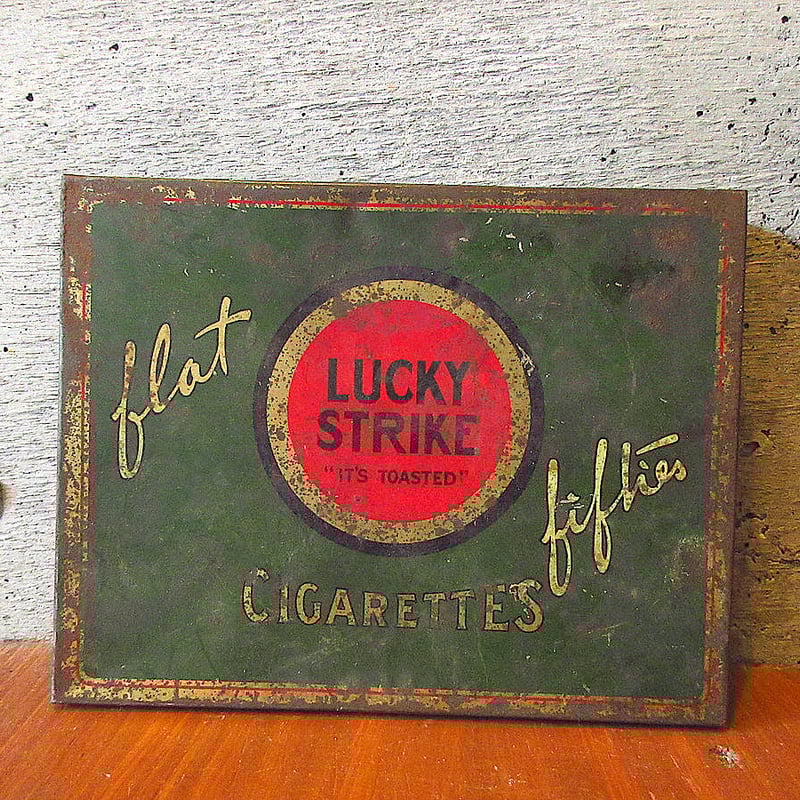 flat
LUCKY
STRIKE
"IT'S TOASTED"
fifties
CIGARETTES